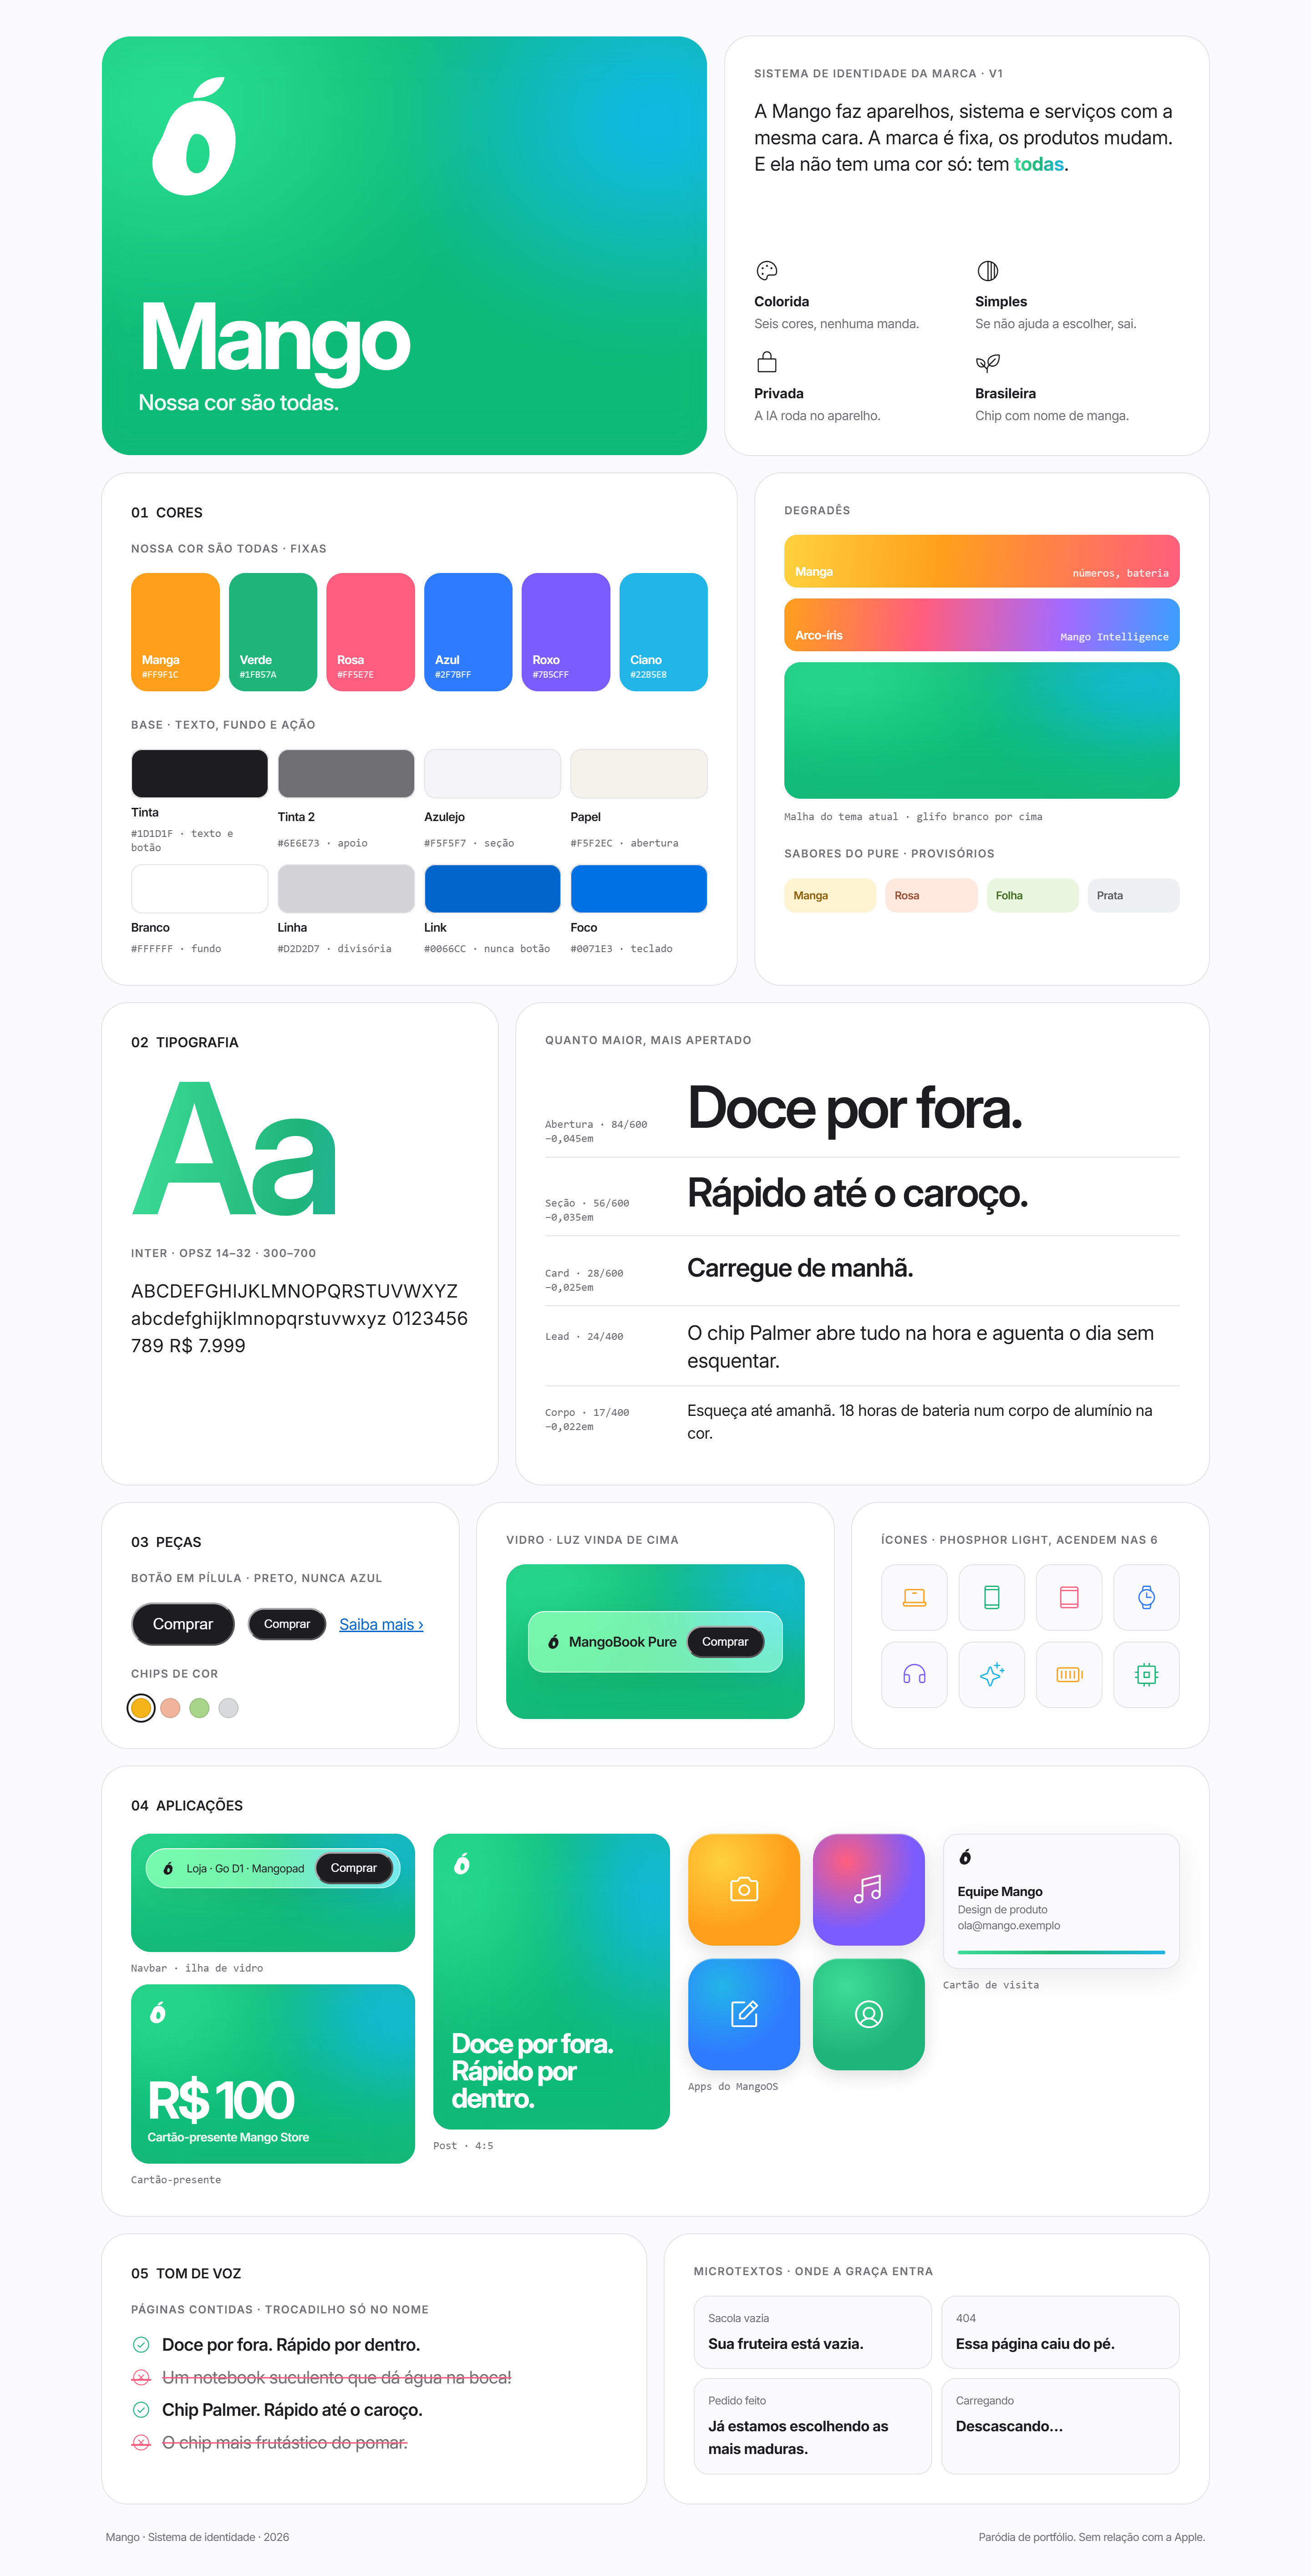 Mango
Nossa cor são todas.
SISTEMA DE IDENTIDADE DA MARCA · V1
A Mango faz aparelhos, sistema e serviços com a
mesma cara. A marca é fixa, os produtos mudam.
E ela não tem uma cor só: tem todas.
Colorida
Seis cores, nenhuma manda.
Simples
Se não ajuda a escolher, sai.
Privada
A IA roda no aparelho.
Brasileira
Chip com nome de manga.
01 CORES
NOSSA COR SÃO TODAS · FIXAS
Manga
#FF9F1C
Verde
#1FB57A
Rosa
#FF5E7E
Azul
#2F7BFF
Roxo
#7B5CFF
Ciano
#22B5E8
BASE · TEXTO, FUNDO E AÇÃO
Tinta
#1D1D1F · texto e
botão
Tinta 2
#6E6E73 · apoio
Azulejo
#F5F5F7 · seção
Papel
#F5F2EC · abertura
Branco
#FFFFFF · fundo
Linha
#D2D2D7 · divisória
Link
#0066CC · nunca botão
Foco
#0071E3 · teclado
DEGRADÊS
Manga
números, bateria
Arco-íris
Mango Intelligence
Malha do tema atual · glifo branco por cima
SABORES DO PURE · PROVISÓRIOS
Manga
Rosa
Folha
Prata
02 TIPOGRAFIA
Aa
INTER · OPSZ 14–32 · 300–700
ABCDEFGHIJKLMNOPQRSTUVWXYZ
abcdefghijklmnopqrstuvwxyz 0123456
789 R$ 7.999
QUANTO MAIOR, MAIS APERTADO
Abertura · 84/600
−0,045em
Doce por fora.
Seção · 56/600
−0,035em
Rápido até o caroço.
Card · 28/600
−0,025em
Carregue de manhã.
Lead · 24/400
O chip Palmer abre tudo na hora e aguenta o dia sem
esquentar.
Corpo · 17/400
−0,022em
Esqueça até amanhã. 18 horas de bateria num corpo de alumínio na
cor.
03 PEÇAS
BOTÃO EM PÍLULA · PRETO, NUNCA AZUL
Comprar
Comprar
Saiba mais ›
CHIPS DE COR
VIDRO · LUZ VINDA DE CIMA
MangoBook Pure
Comprar
ÍCONES · PHOSPHOR LIGHT, ACENDEM NAS 6
04 APLICAÇÕES
Loja · Go D1 · Mangopad
Comprar
Navbar · ilha de vidro
R$ 100
Cartão-presente Mango Store
Cartão-presente
Doce por fora.
Rápido por
dentro.
Post · 4:5
Apps do MangoOS
Equipe Mango
Design de produto
ola@mango.exemplo
Cartão de visita
05 TOM DE VOZ
PÁGINAS CONTIDAS · TROCADILHO SÓ NO NOME
Doce por fora. Rápido por dentro.
Um notebook suculento que dá água na boca!
Chip Palmer. Rápido até o caroço.
O chip mais frutástico do pomar.
MICROTEXTOS · ONDE A GRAÇA ENTRA
Sacola vazia
Sua fruteira está vazia.
404
Essa página caiu do pé.
Pedido feito
Já estamos escolhendo as
mais maduras.
Carregando
Descascando…
Mango · Sistema de identidade · 2026
Paródia de portfólio. Sem relação com a Apple.